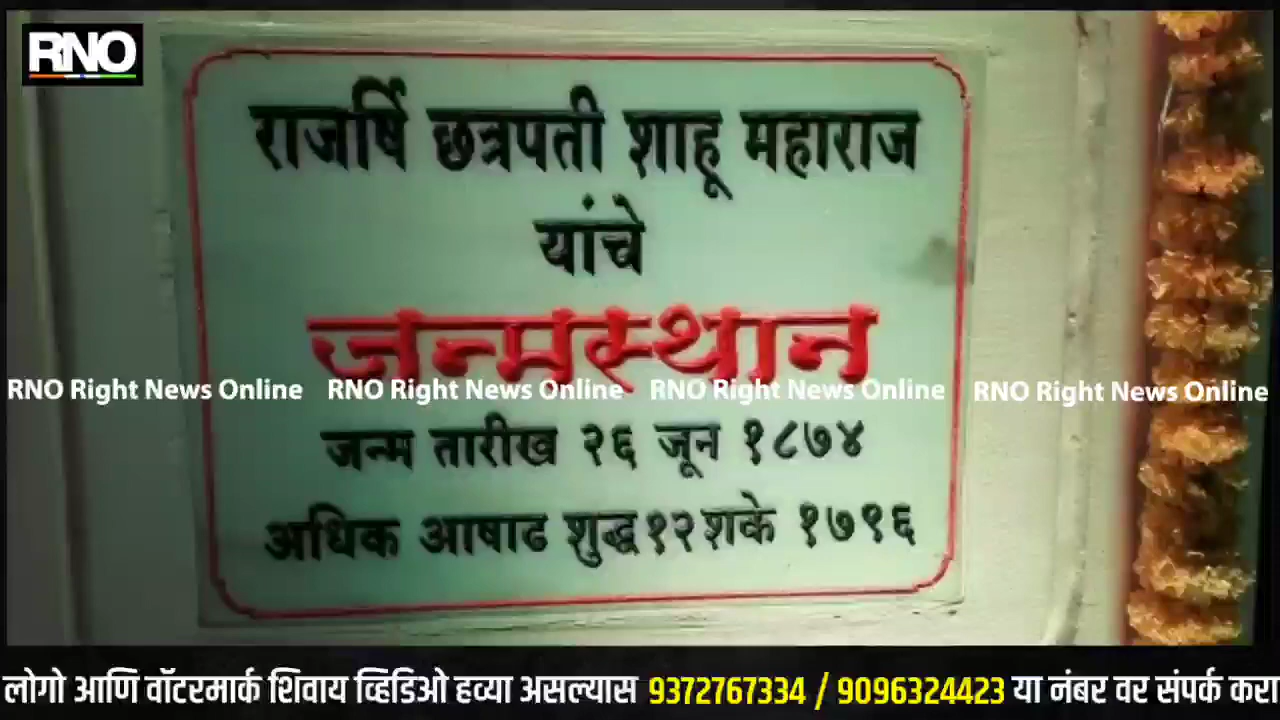 RNO
राजर्षि छत्रपती शाहू महाराज
यांचे
जन्मस्थान
RNO Right News Online RNO Right News Online RNO Right News Online RNO Right News Online
जन्म तारीख २६ जून १८७४
अधिक आषाढ शुद्ध १२ शके १७९६
लोगो आणि वॉटरमार्क शिवाय व्हिडिओ हव्या असल्यास 9372767334 / 9096324423 या नंबर वर संपर्क करा